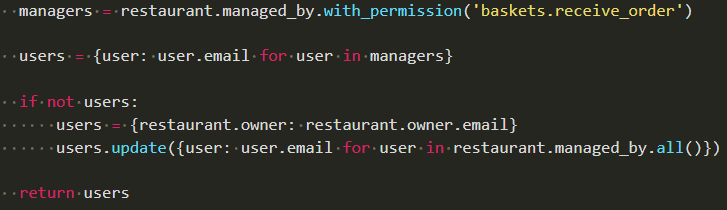 managers = restaurant.managed_by.with_permission('baskets.receive_order')
users = {user: user.email for user in managers}
if not users:
users = {restaurant.owner: restaurant.owner.email}
users.update({user: user.email for user in restaurant.managed_by.all()})
return users